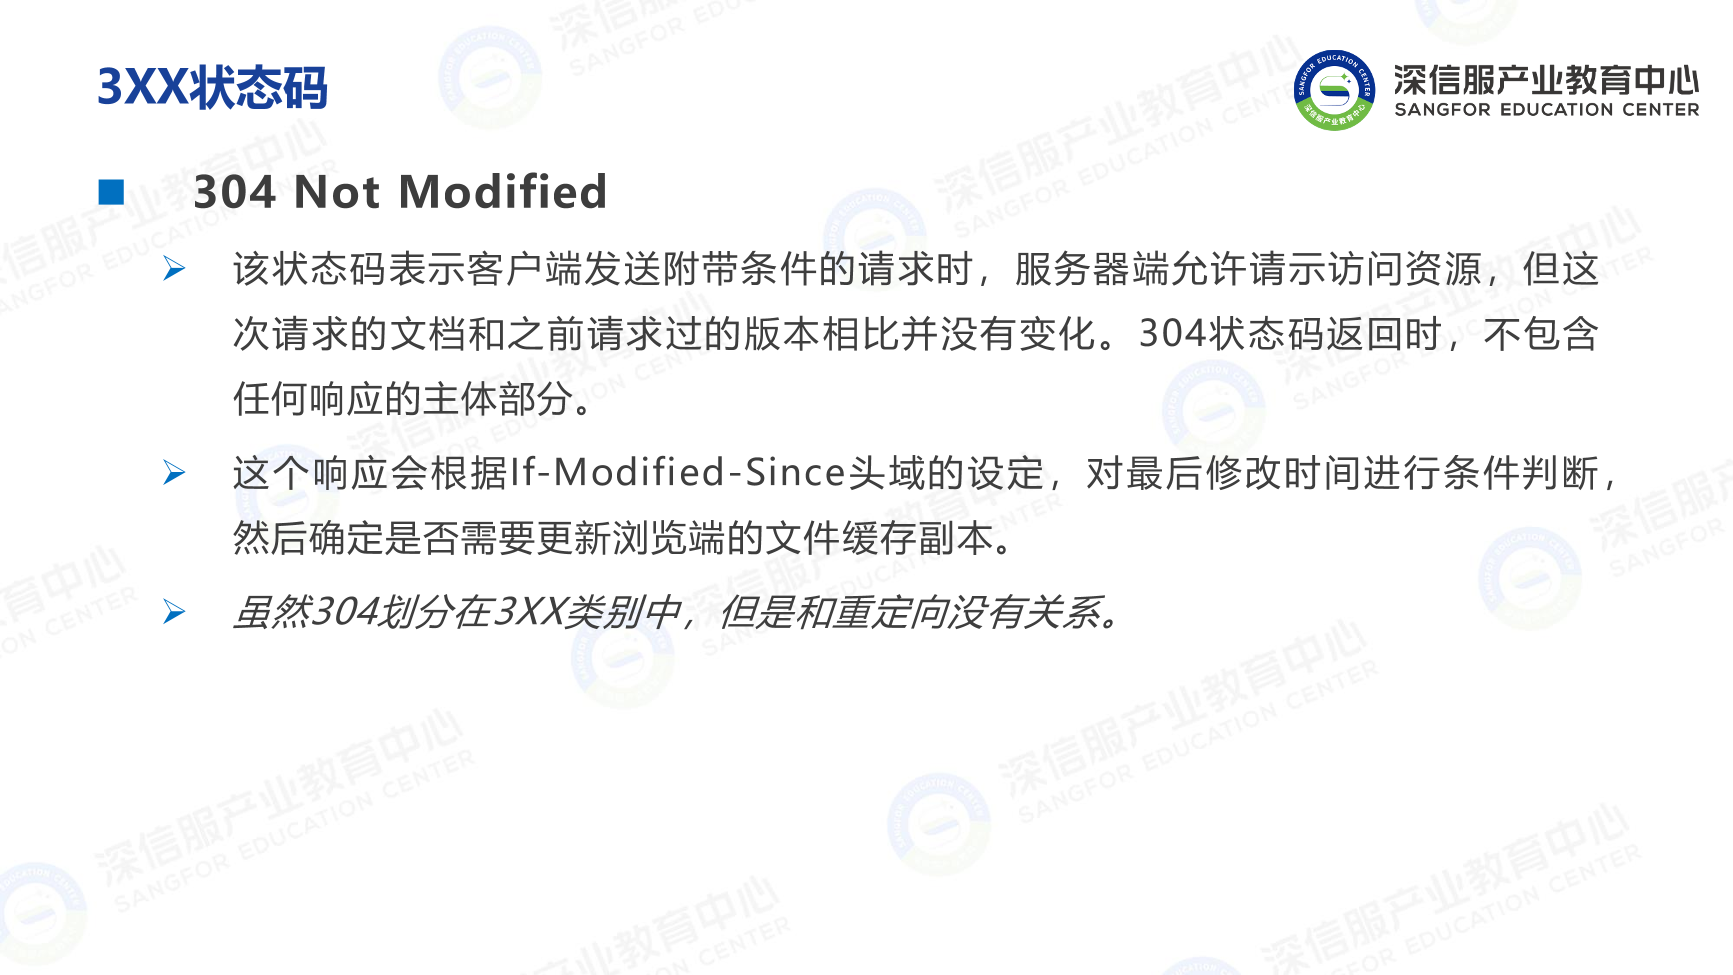 3XX状态码
深信服产业教育中心
SANGFOR EDUCATION CENTER
304 Not Modified
该状态码表示客户端发送附带条件的请求时，服务器端允许请示访问资源，但这
次请求的文档和之前请求过的版本相比并没有变化。304状态码返回时，不包含
任何响应的主体部分。
这个响应会根据If-Modified-Since头域的设定，对最后修改时间进行条件判断，
然后确定是否需要更新浏览端的文件缓存副本。
虽然304划分在3XX类别中，但是和重定向没有关系。